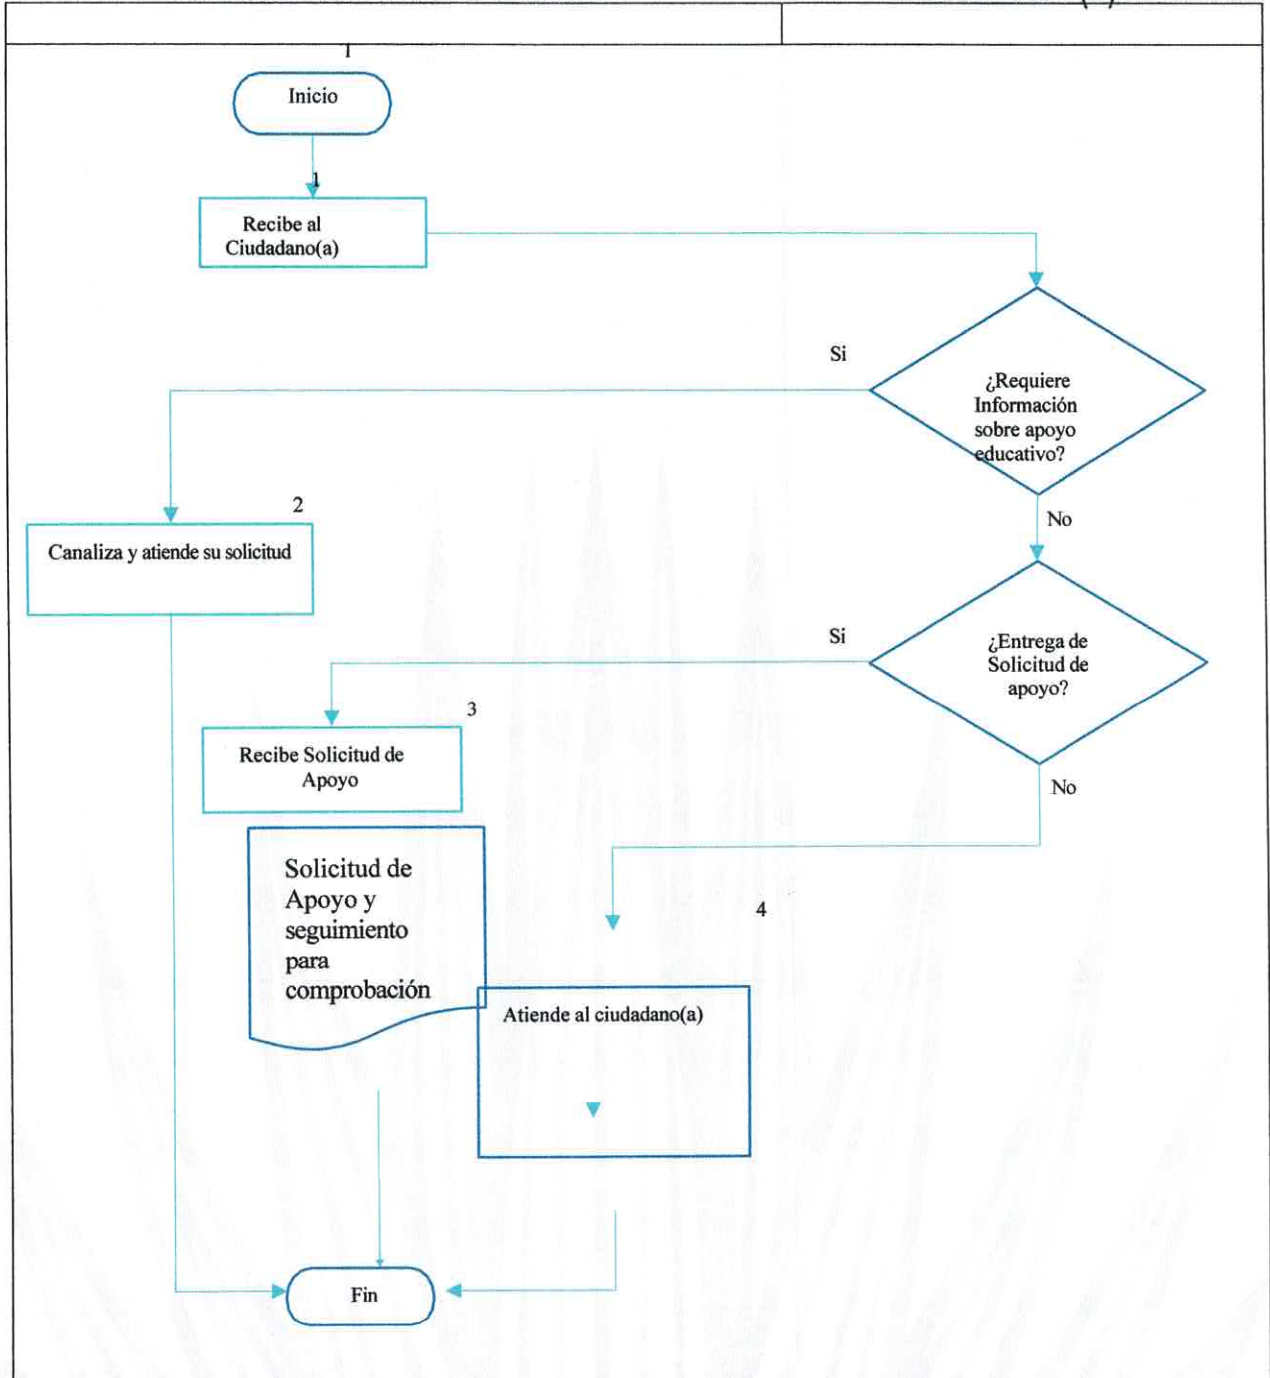 1
Inicio
1
Recibe al
Ciudadano(a)
Si
¿Requiere
Información
sobre apoyo
educativo?
No
2
Canaliza y atiende su solicitud
Si
¿Entrega de
Solicitud de
apoyo?
No
3
Recibe Solicitud de
Apoyo
Solicitud de
Apoyo y
seguimiento
para
comprobación
4
Atiende al ciudadano(a)
Fin